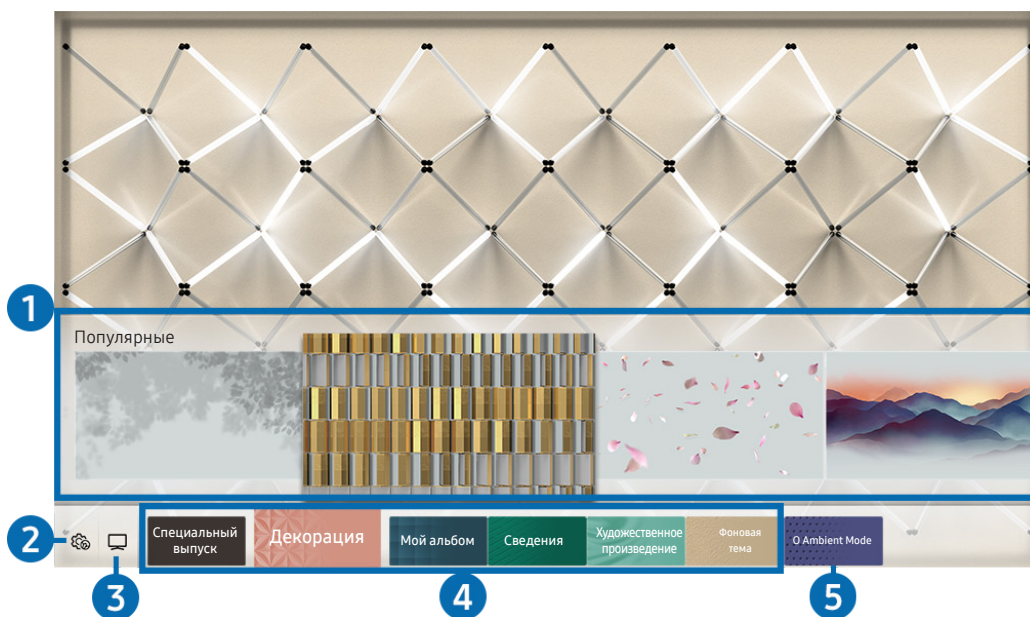 1
Популярные
2
3
Специальный
выпуск
Декорация
Мой альбом
Сведения
Художественное
произведение
Фоновая
тема
О Ambient Mode
4
5